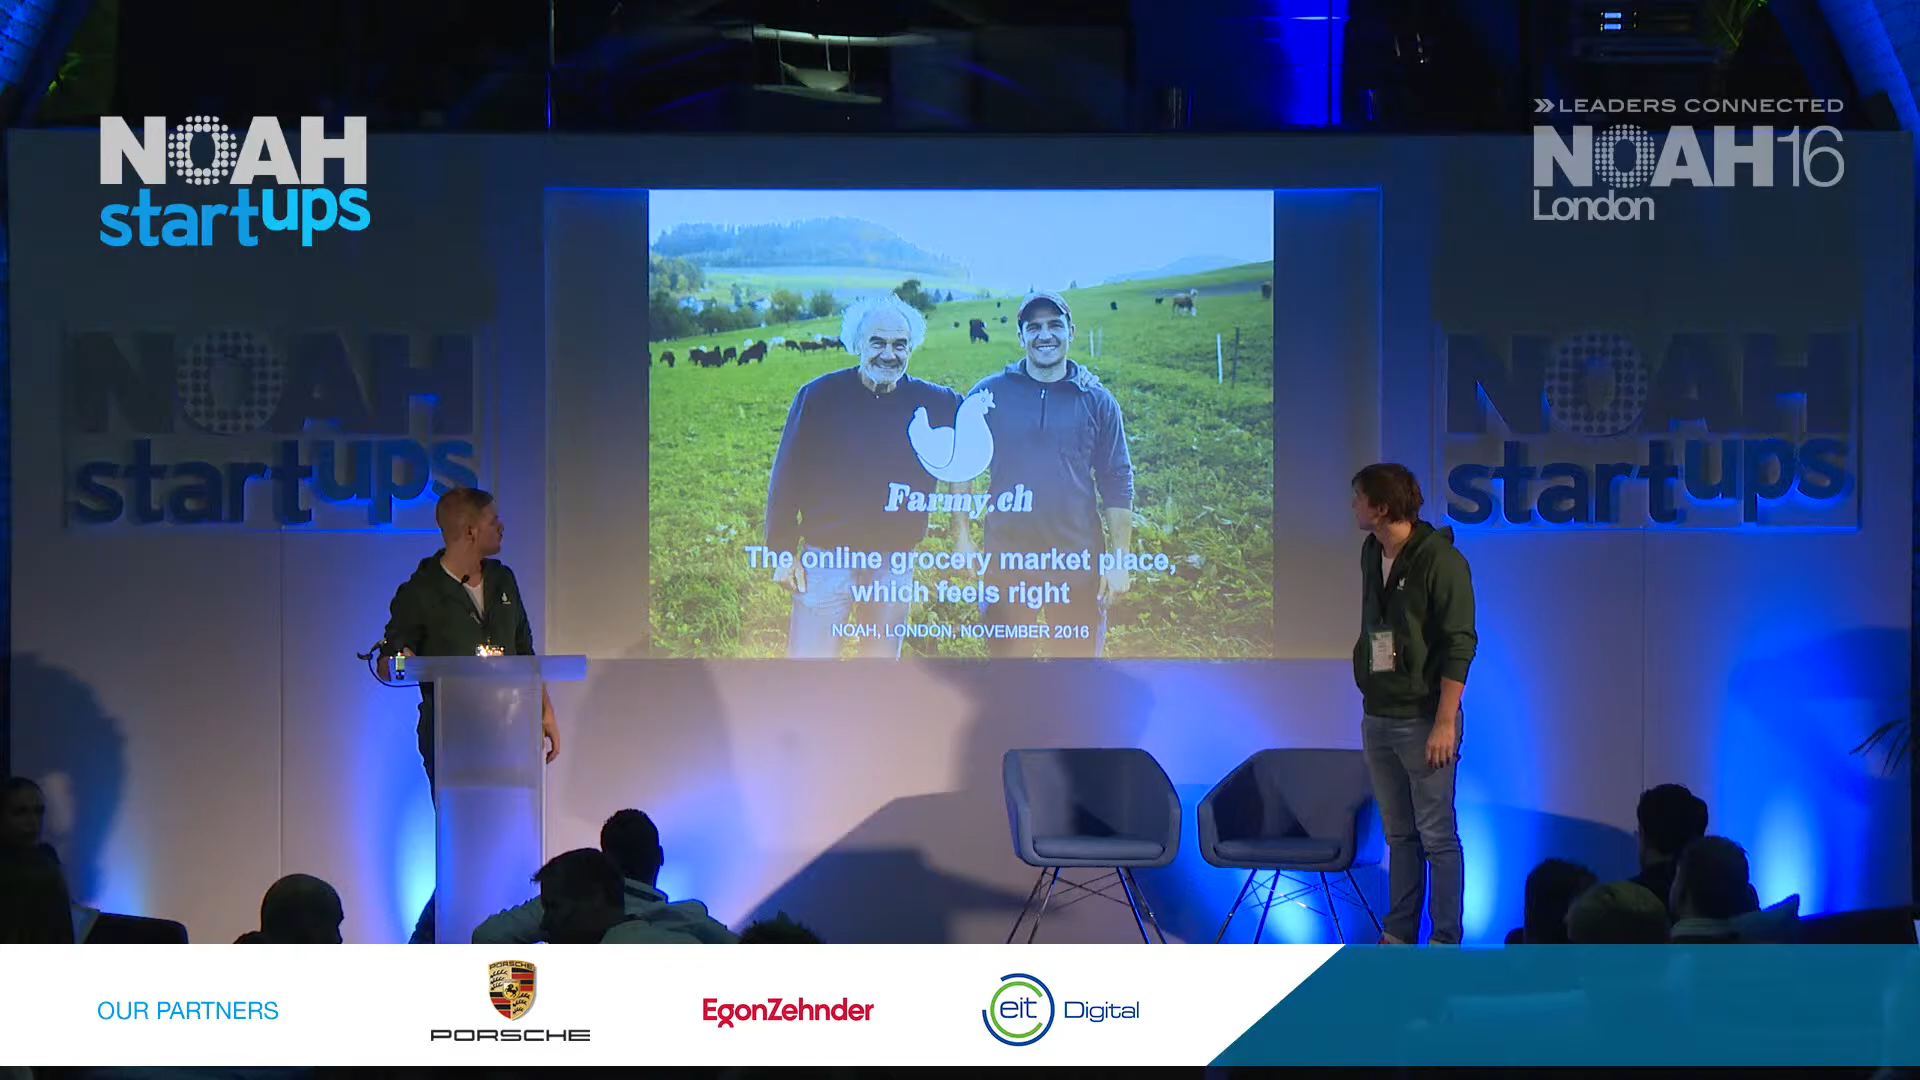 NOAH
startups
LEADERS CONNECTED
NOAH16
London
NOAH
startups
NOAH
startups
Farmy.ch
The online grocery market place,
which feels right
NOAH, LONDON, NOVEMBER 2016
OUR PARTNERS
PORSCHE
PORSCHE
EgonZehnder
eit Digital